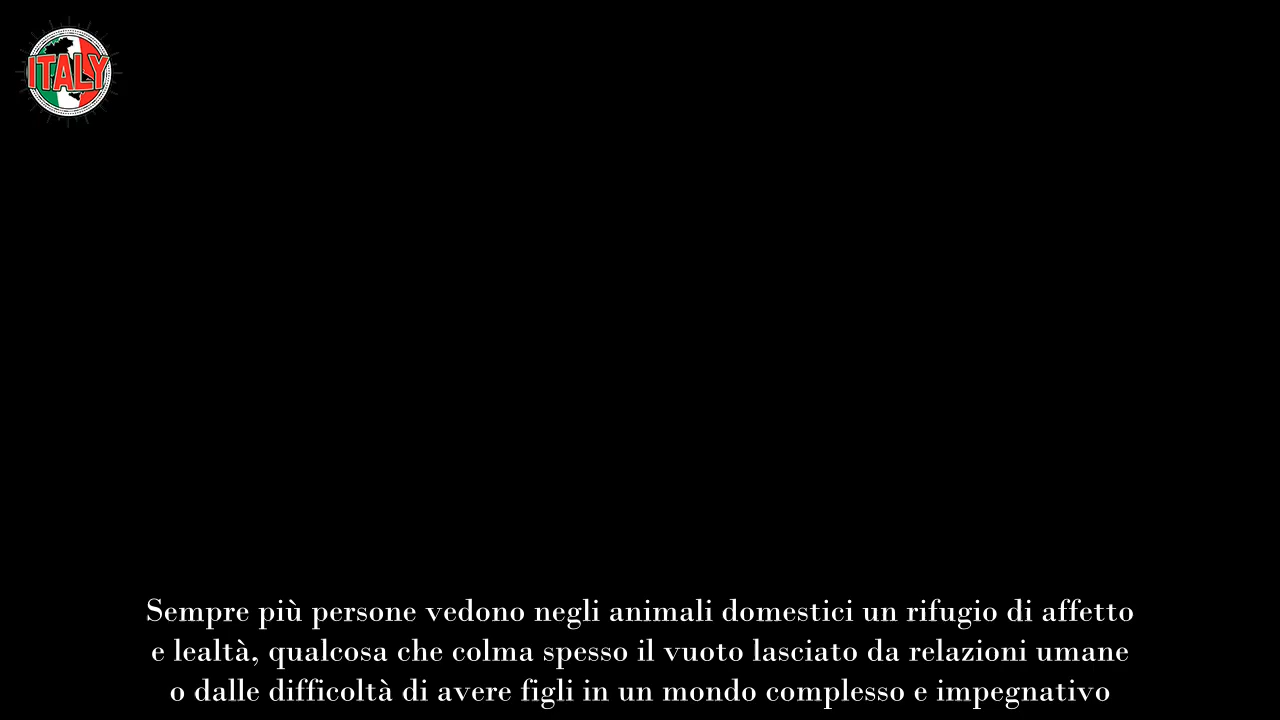 ITALY
Sempre più persone vedono negli animali domestici un rifugio di affetto
e lealtà, qualcosa che colma spesso il vuoto lasciato da relazioni umane
o dalle difficoltà di avere figli in un mondo complesso e impegnativo